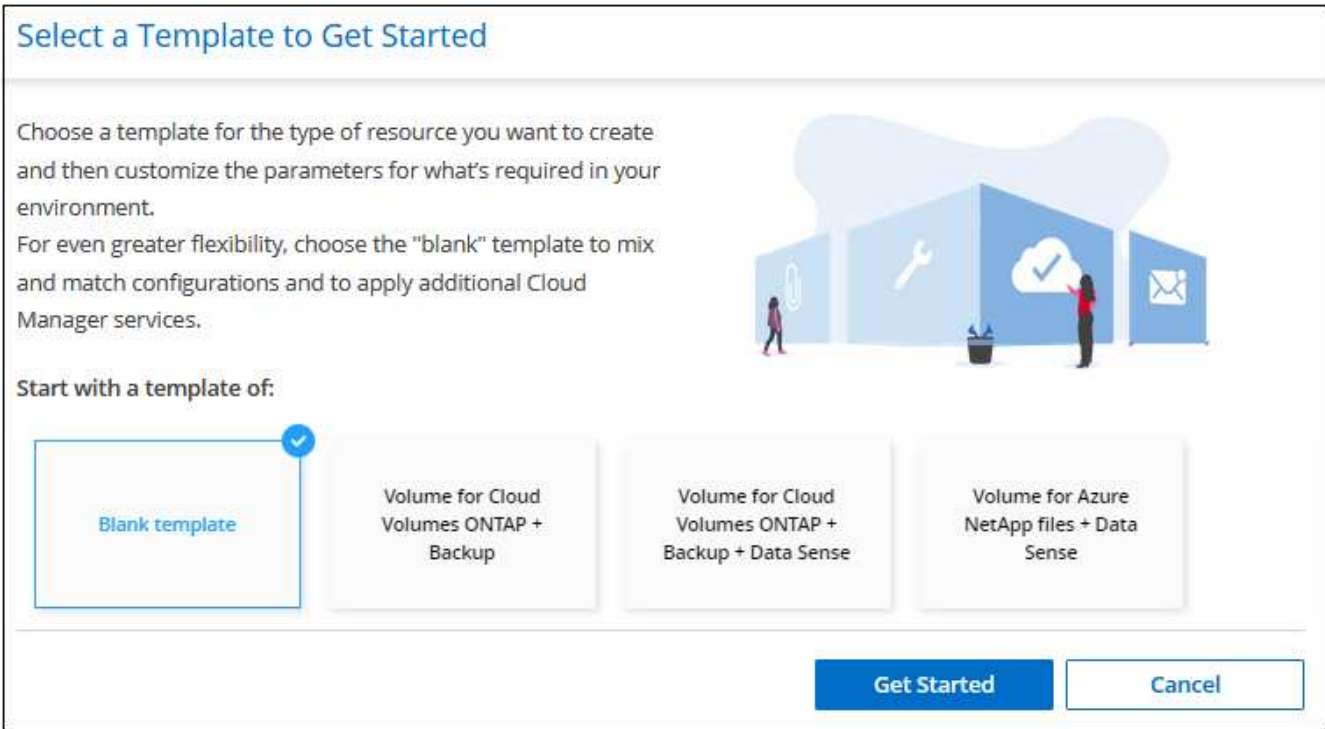 Select a Template to Get Started
Choose a template for the type of resource you want to create
and then customize the parameters for what's required in your
environment.
For even greater flexibility, choose the "blank" template to mix
and match configurations and to apply additional Cloud
Manager services.
Start with a template of:
Blank template
Volume for Cloud
Volumes ONTAP +
Backup
Volume for Cloud
Volumes ONTAP +
Backup + Data Sense
Volume for Azure
NetApp files + Data
Sense
Get Started
Cancel